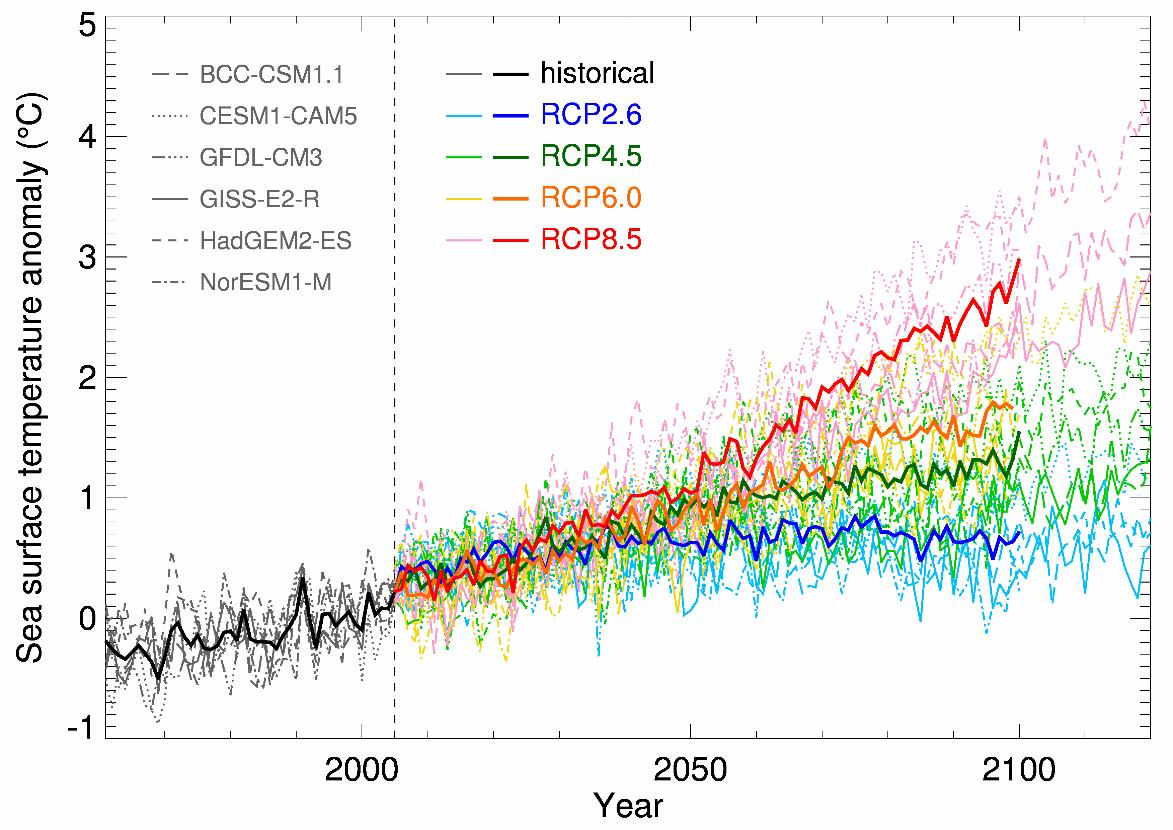 5
4
3
2
1
0
-1
Sea surface temperature anomaly (°C)
BCC-CSM1.1
CESM1-CAM5
GFDL-CM3
GISS-E2-R
HadGEM2-ES
NorESM1-M
historical
RCP2.6
RCP4.5
RCP6.0
RCP8.5
2000 2050 2100
Year